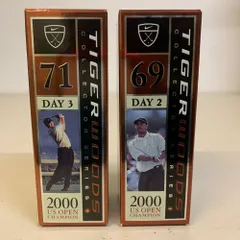 71
DAY 3
2000
US OPEN
CHAMPION
TIGER WOODS
COLLECTOR SERIES
69
DAY 2
2000
US OPEN
CHAMPION
TIGER WOODS
COLLECTOR SERIES